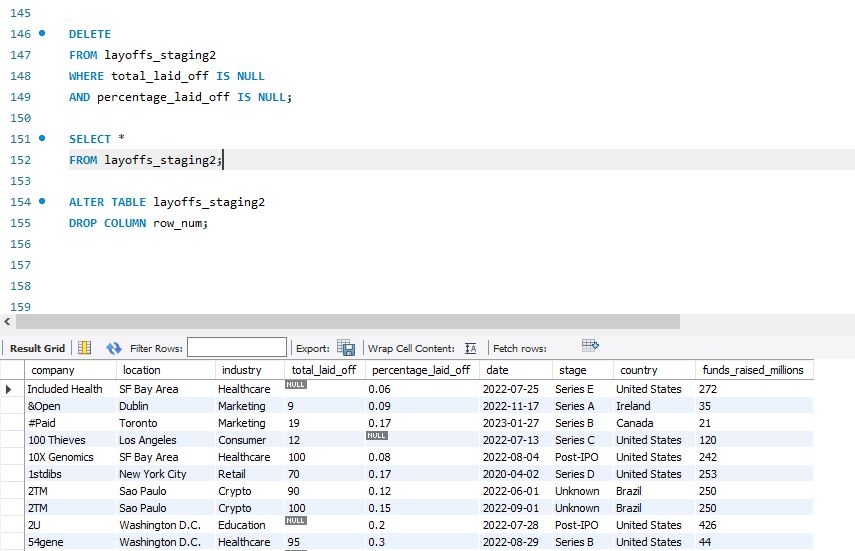 145
146 DELETE
147 FROM layoffs_staging2
148 WHERE total_laid_off IS NULL
149 AND percentage_laid_off IS NULL;
150
151 SELECT *
152 FROM layoffs_staging2;
153
154 ALTER TABLE layoffs_staging2
155 DROP COLUMN row_num;
156
157
158
159
Result Grid Filter Rows: Export: Wrap Cell Content: Fetch rows:
company location industry total_laid_off percentage_laid_off date stage country funds_raised_millions
Included Health SF Bay Area Healthcare NULL 0.06 2022-07-25 Series E United States 272
&Open Dublin Marketing 9 0.09 2022-11-17 Series A Ireland 35
#Paid Toronto Marketing 19 0.17 2023-01-27 Series B Canada 21
100 Thieves Los Angeles Consumer 12 NULL 2022-07-13 Series C United States 120
10X Genomics SF Bay Area Healthcare 100 0.08 2022-08-04 Post-IPO United States 242
1stdibs New York City Retail 70 0.17 2020-04-02 Series D United States 253
2TM Sao Paulo Crypto 90 0.12 2022-06-01 Unknown Brazil 250
2TM Sao Paulo Crypto 100 0.15 2022-09-01 Unknown Brazil 250
2U Washington D.C. Education NULL 0.2 2022-07-28 Post-IPO United States 426
54gene Washington D.C. Healthcare 95 0.3 2022-08-29 Series B United States 44